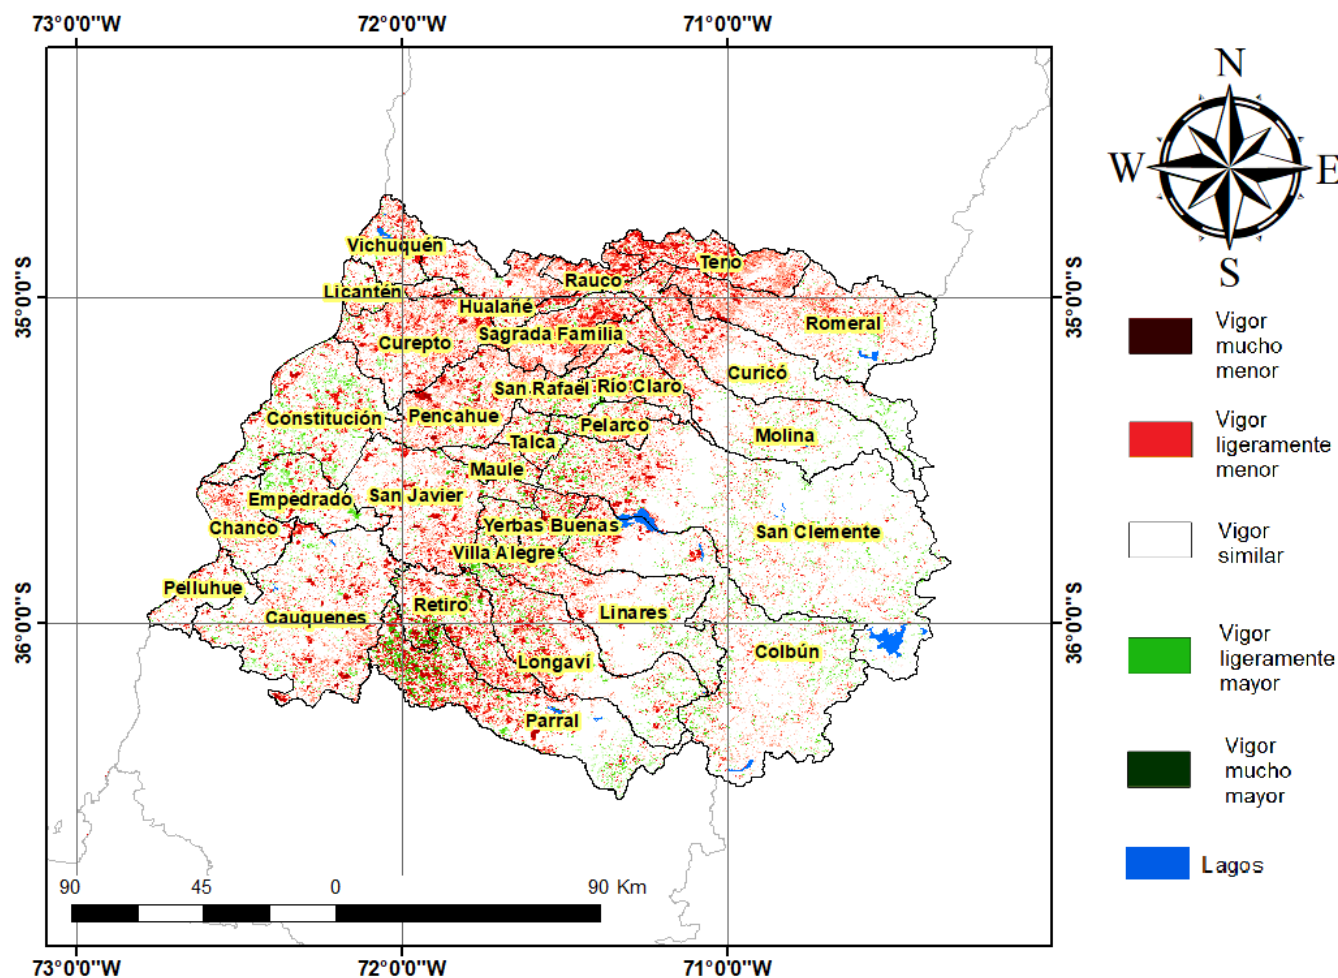 73°0'0"W
72°0'0"W
71°0'0"W
N
W
E
S
35°0'0"S
35°0'0"S
36°0'0"S
36°0'0"S
Vichuquén
Teno
Rauco
Licantén
Hualañé
Romeral
Sagrada Familia
Curepto
Curicó
San Rafael
Río Claro
Pencahue
Constitución
Pelarco
Molina
Talca
Maule
San Javier
Empedrado
Chanco
Yerbas Buenas
San Clemente
Villa Alegre
Pelluhue
Retiro
Cauquenes
Linares
Colbún
Longaví
Parral
Vigor
mucho
menor
Vigor
ligeramente
menor
Vigor
similar
Vigor
ligeramente
mayor
Vigor
mucho
mayor
Lagos
90
45
0
90 Km
73°0'0"W
72°0'0"W
71°0'0"W